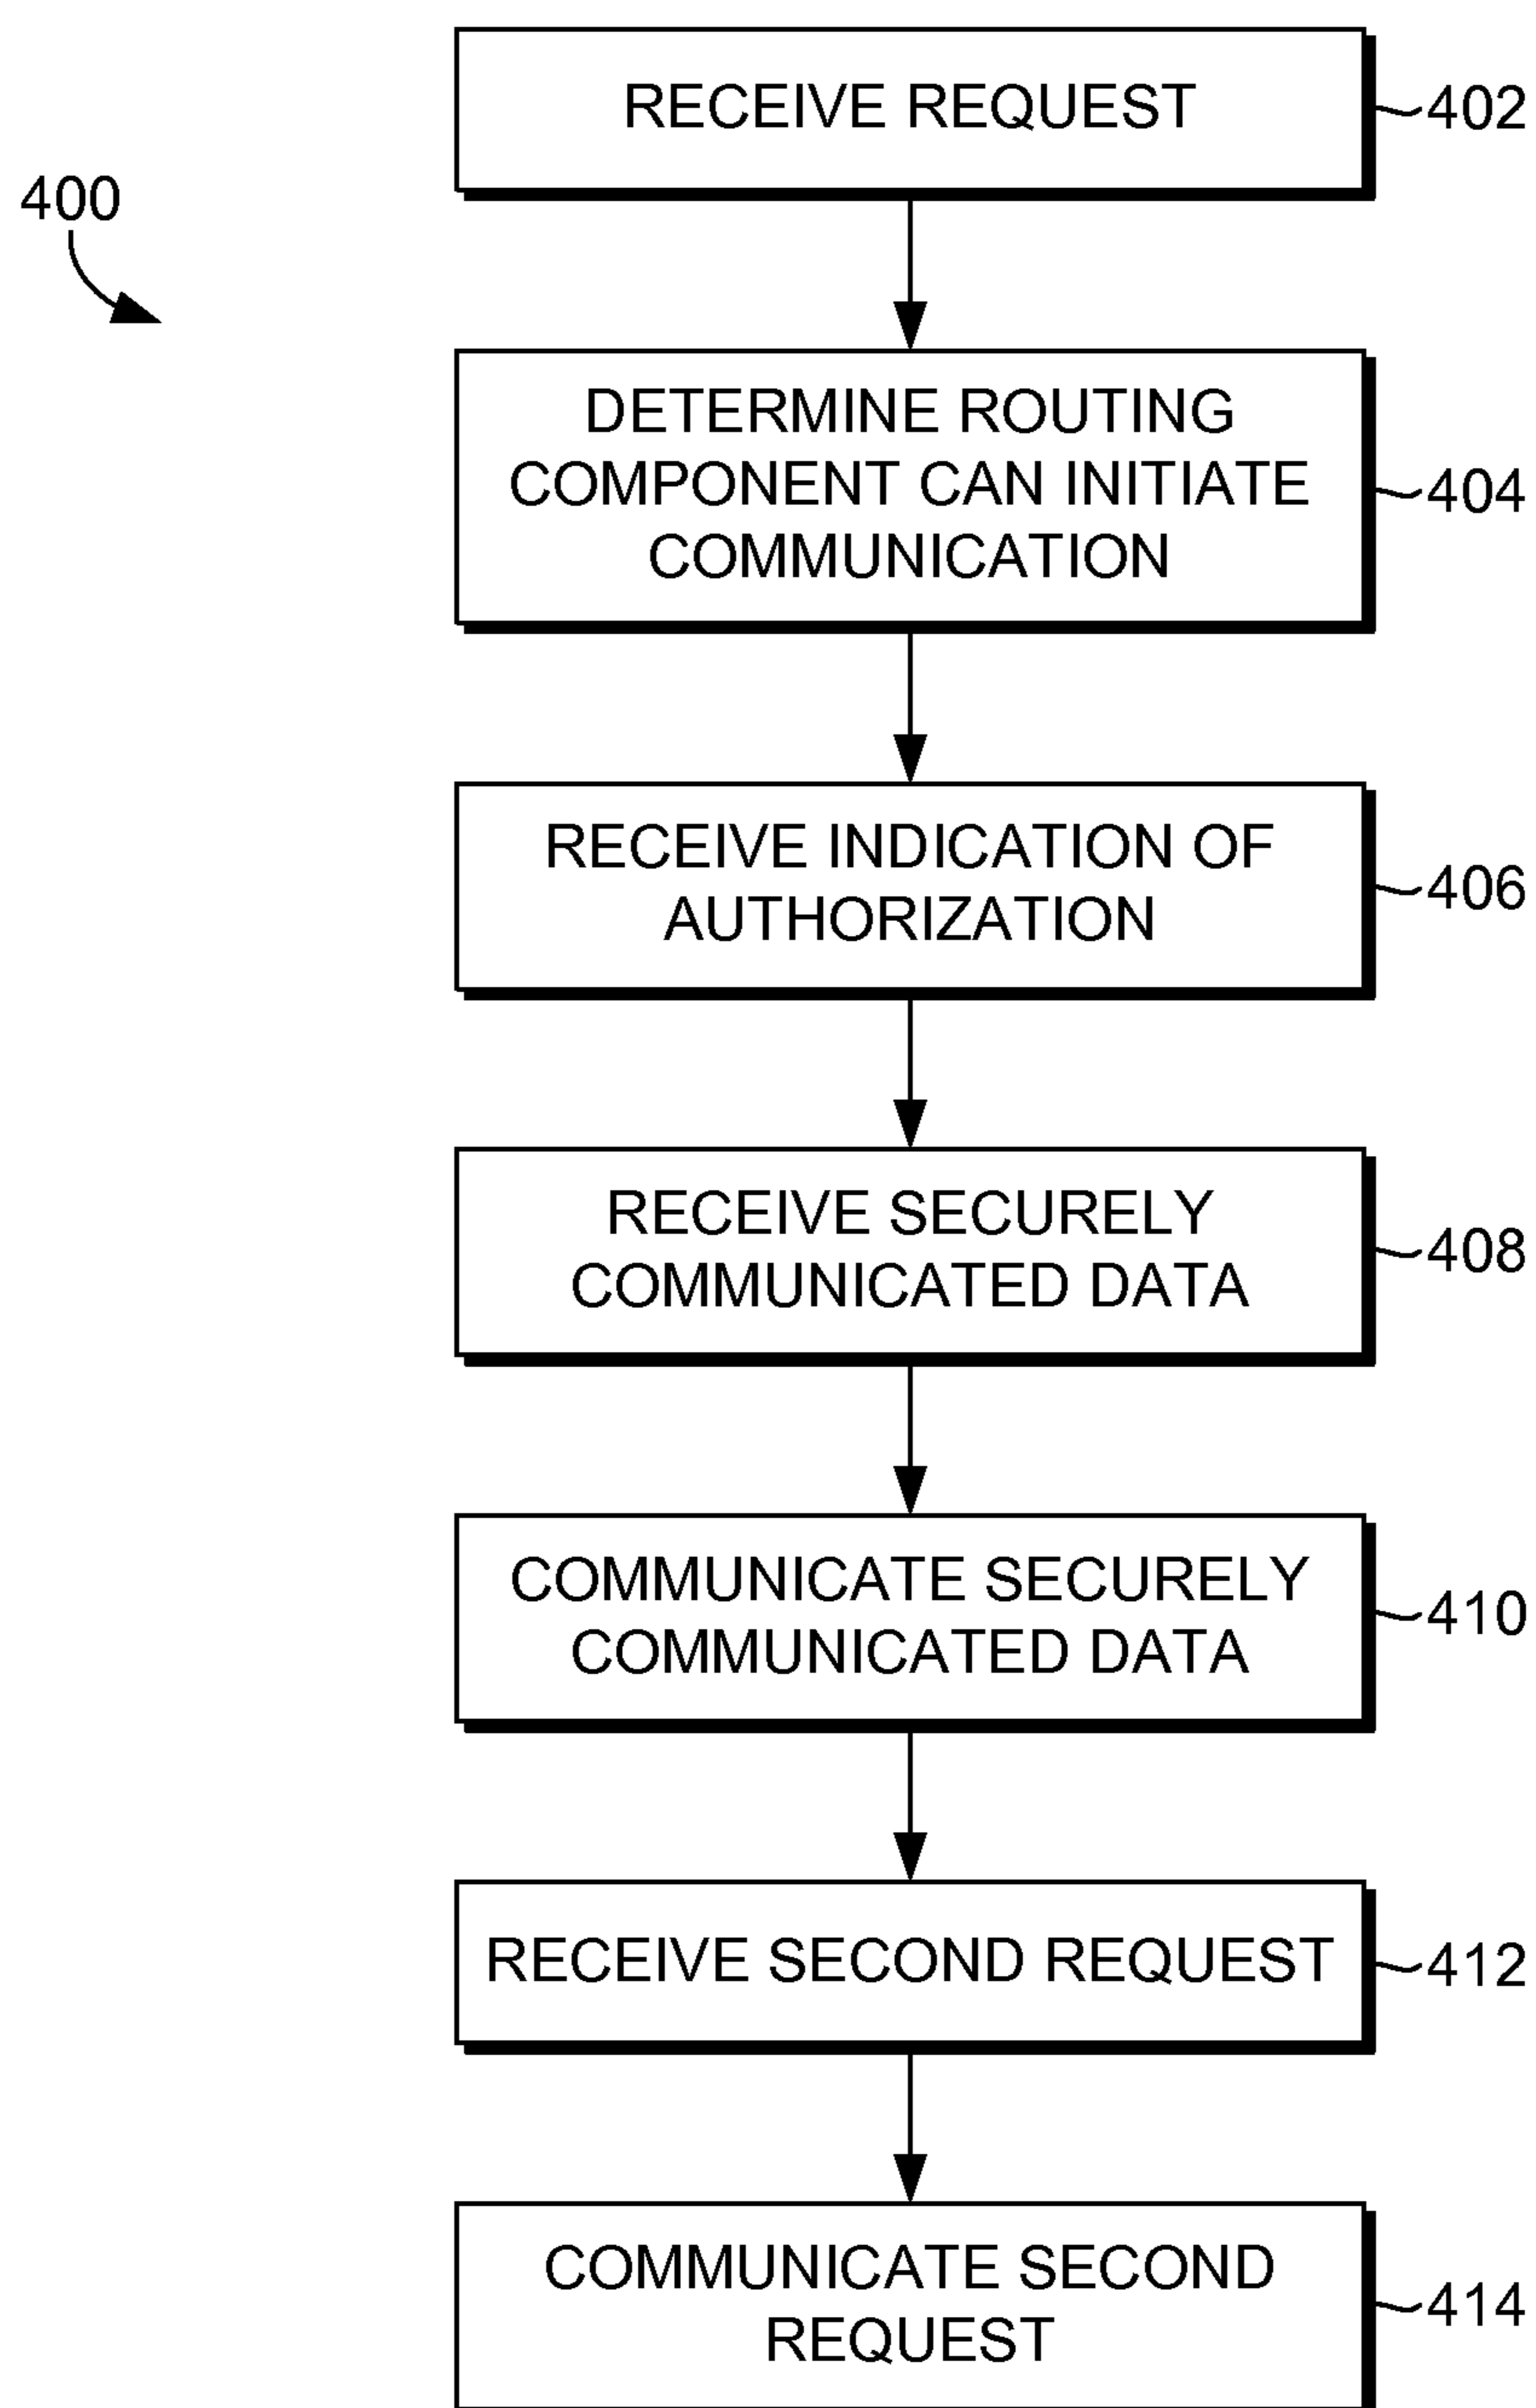 RECEIVE REQUEST
402
400
DETERMINE ROUTING
COMPONENT CAN INITIATE
COMMUNICATION
404
RECEIVE INDICATION OF
AUTHORIZATION
406
RECEIVE SECURELY
COMMUNICATED DATA
408
COMMUNICATE SECURELY
COMMUNICATED DATA
410
RECEIVE SECOND REQUEST
412
COMMUNICATE SECOND
REQUEST
414